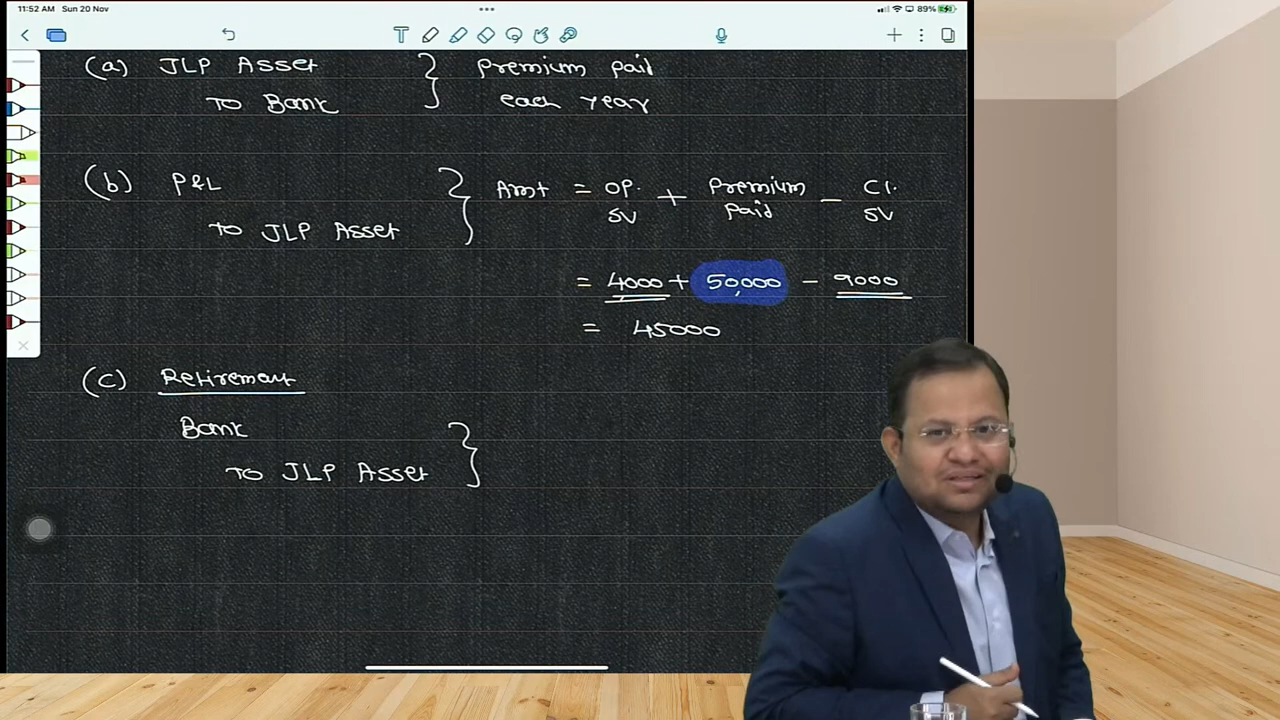 11:52 AM Sun 20 Nov
89%
(a) JLP Asset
To Bank
} Premium paid
each year
(b) P&L
To JLP Asset
} Amt = OP. SV + Premium Paid - Cl. SV
= 4000 + 50,000 - 9000
= 45000
(c) Retirement
Bank
To JLP Asset }